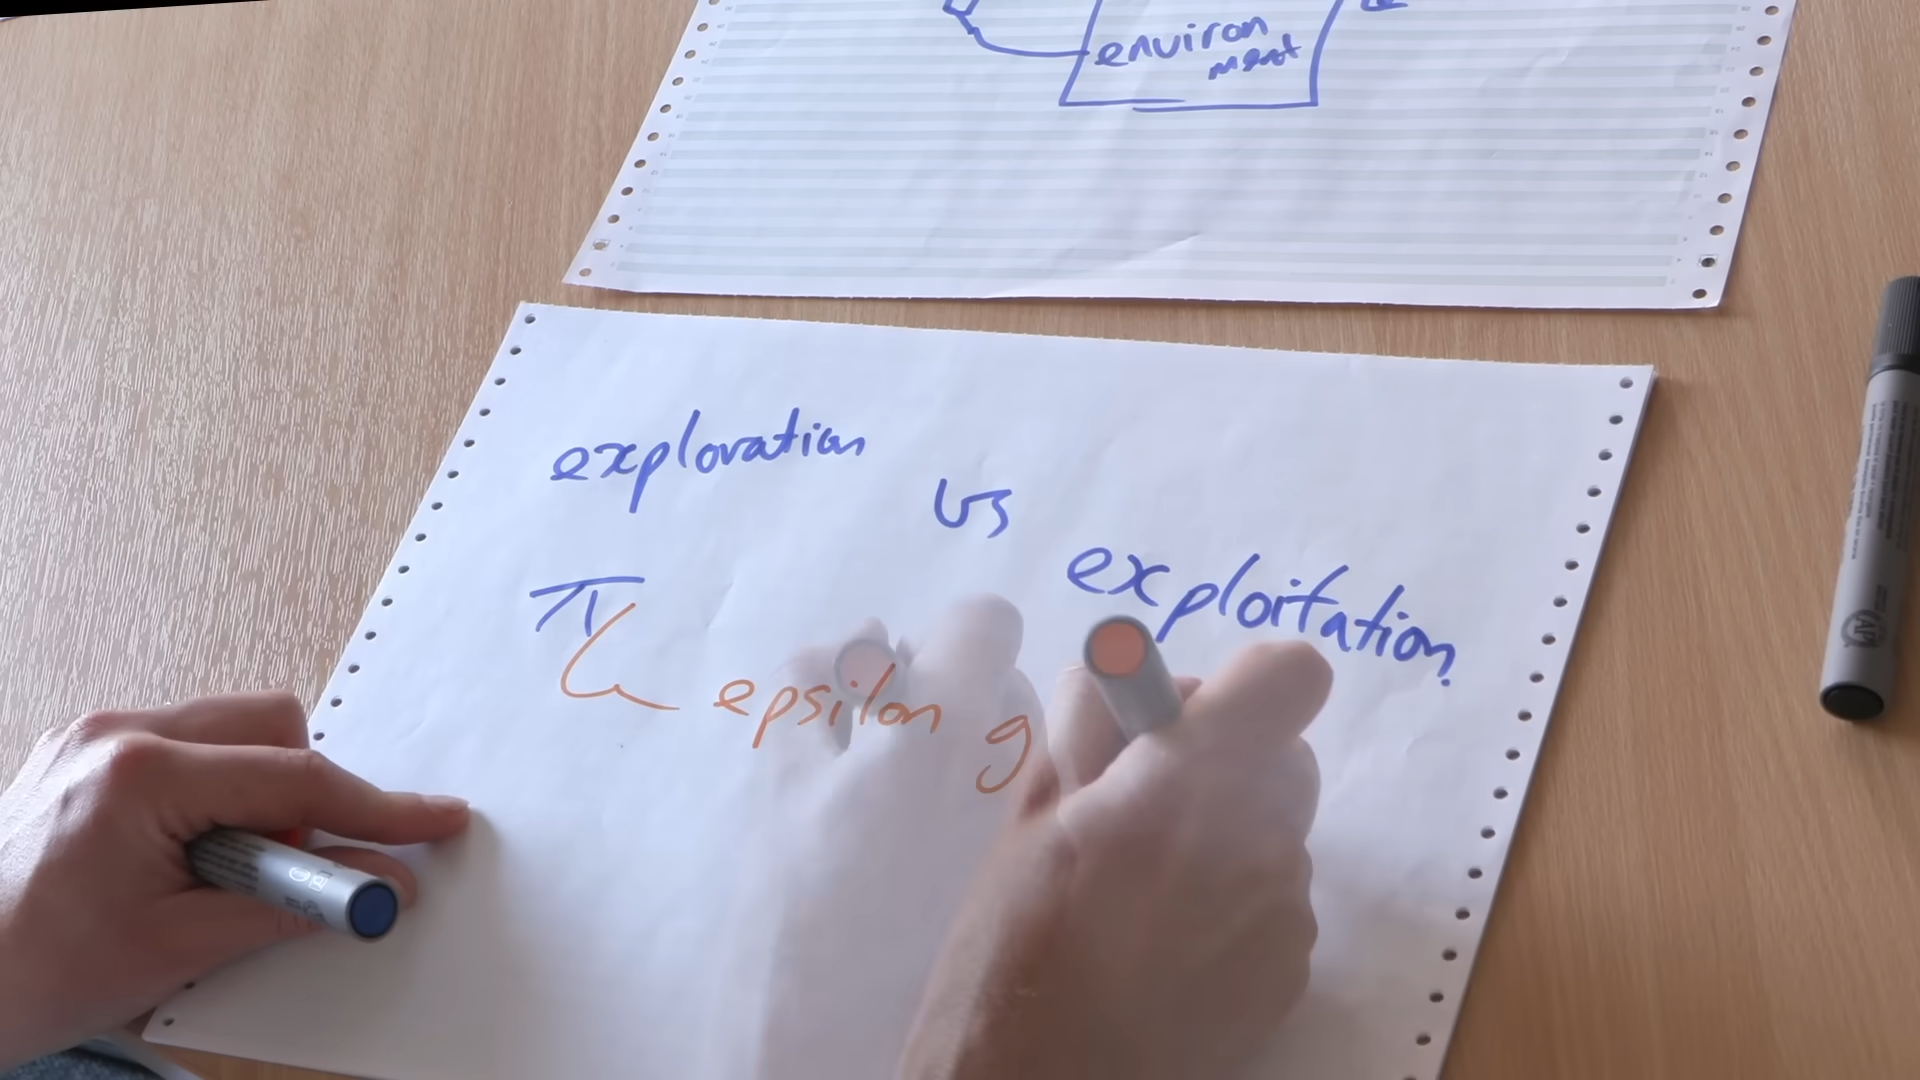 environ
ment
exploration
vs
exploitation
π
epsilon g